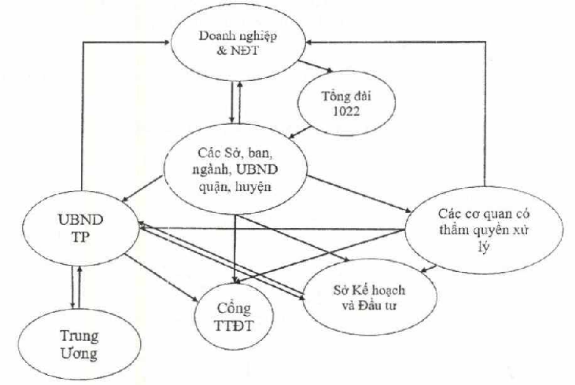 Doanh nghiệp
& NĐT
Tổng đài
1022
Các Sở, ban,
ngành, UBND
quận, huyện
UBND
TP
Các cơ quan có
thẩm quyền xử
lý
Sở Kế hoạch
và Đầu tư
Cổng
TTĐT
Trung
Ương